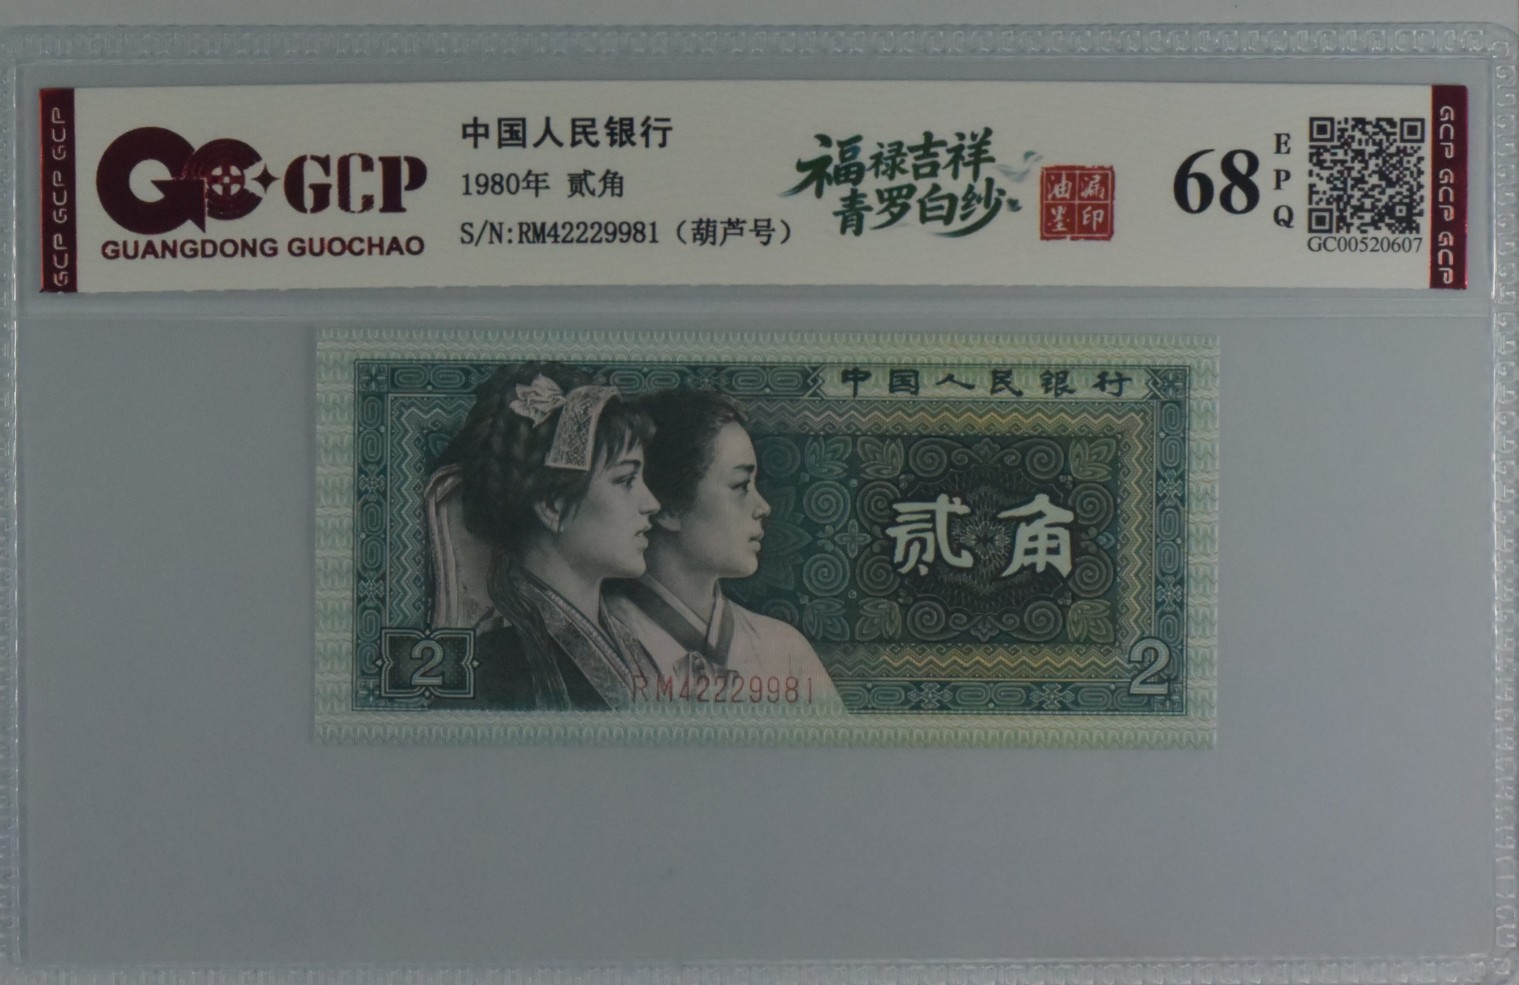 GCP GCP GCP
GCP
GUANGDONG GUOCHAO
中国人民银行
1980年 贰角
S/N:RM42229981（葫芦号）
福禄吉祥
青罗白纱
油漏
墨印
68
EPQ
GC00520607
GCP GCP GCP
中国人民银行
贰角
2
2
RM42229981